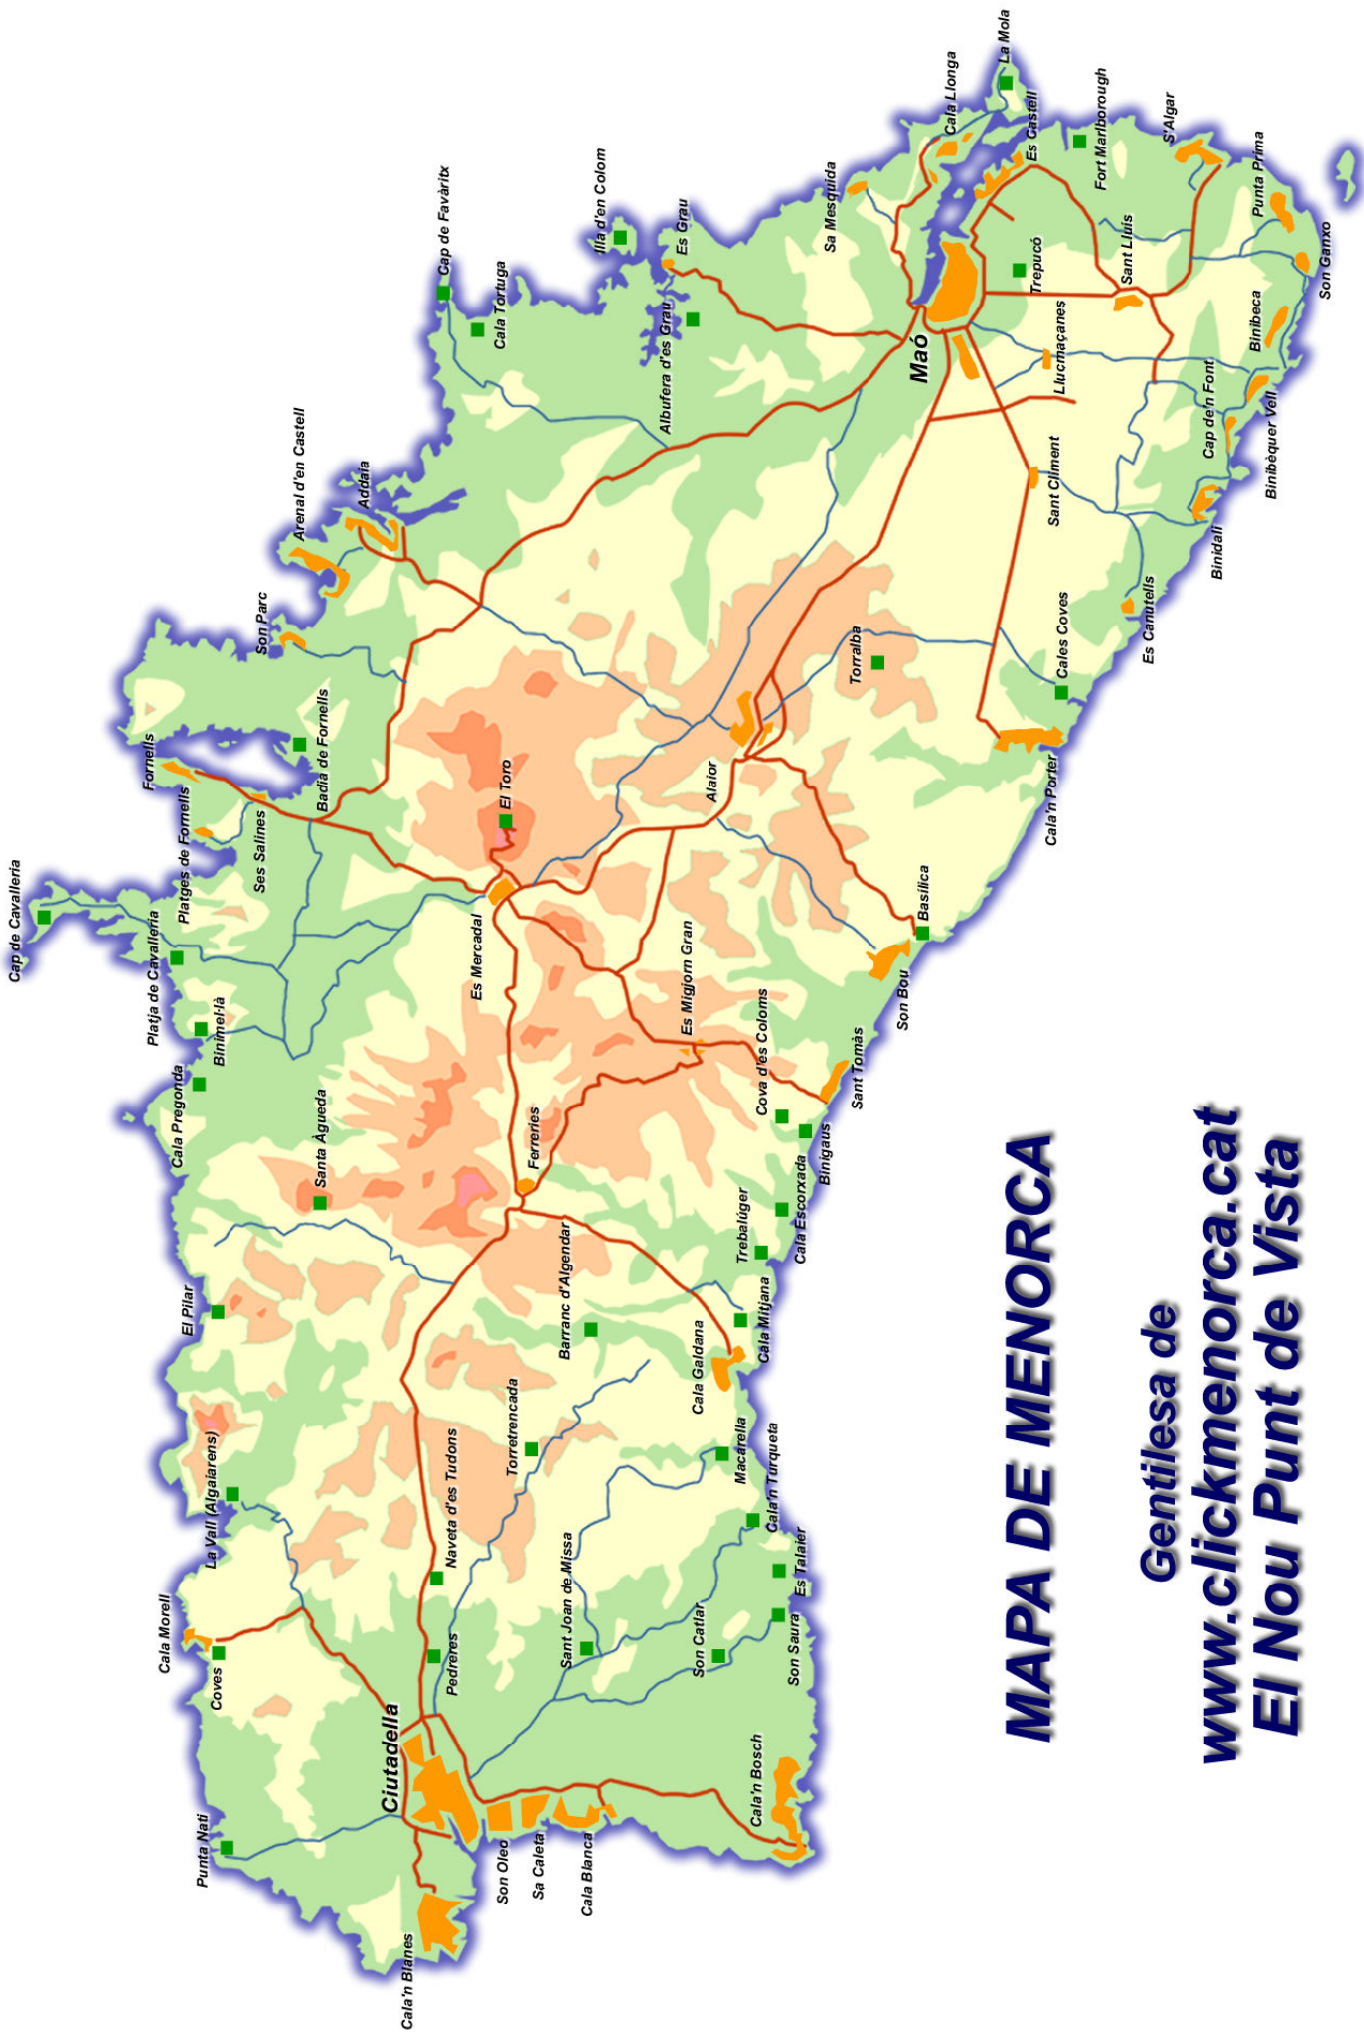 Cap de Cavalleria
Fornells
Platja de Cavalleria
Platges de Fornells
Son Parc
Arenal d'en Castell
Addaia
Cap de Favàritx
Cala Tortuga
Illa d'en Colom
Es Grau
Albufera d'es Grau
Sa Mesquida
Cala Llonga
La Mola
Es Castell
Fort Marlborough
S'Algar
Punta Prima
Son Ganxo
Binibeca
Binibèquer Vell
Cap de'n Font
Binidali
Es Canutells
Cales Coves
Cala'n Porter
Sant Climent
Llucmaçanes
Sant Lluis
Trepucó
Maó
Torralba
Alaior
El Toro
Badia de Fornells
Ses Salines
Binimel·là
Cala Pregonda
Santa Àgueda
Es Mercadal
Es Migjorn Gran
Basílica
Son Bou
Sant Tomàs
Cova d'es Coloms
Binigaus
Cala Escorxada
Trebalúger
Cala Mitjana
Cala Galdana
Ferreries
Barranc d'Algendar
El Pilar
La Vall (Algaiarens)
Torretrencada
Naveta d'es Tudons
Macarella
Cala'n Turqueta
Es Talaier
Son Saura
Son Catlar
Sant Joan de Missa
Pedreres
Cala Morell
Coves
Punta Nati
Ciutadella
Cala'n Blanes
Son Oleo
Sa Caleta
Cala Blanca
Cala'n Bosch
MAPA DE MENORCA
Gentilesa de
www.clickmenorca.cat
El Nou Punt de Vista